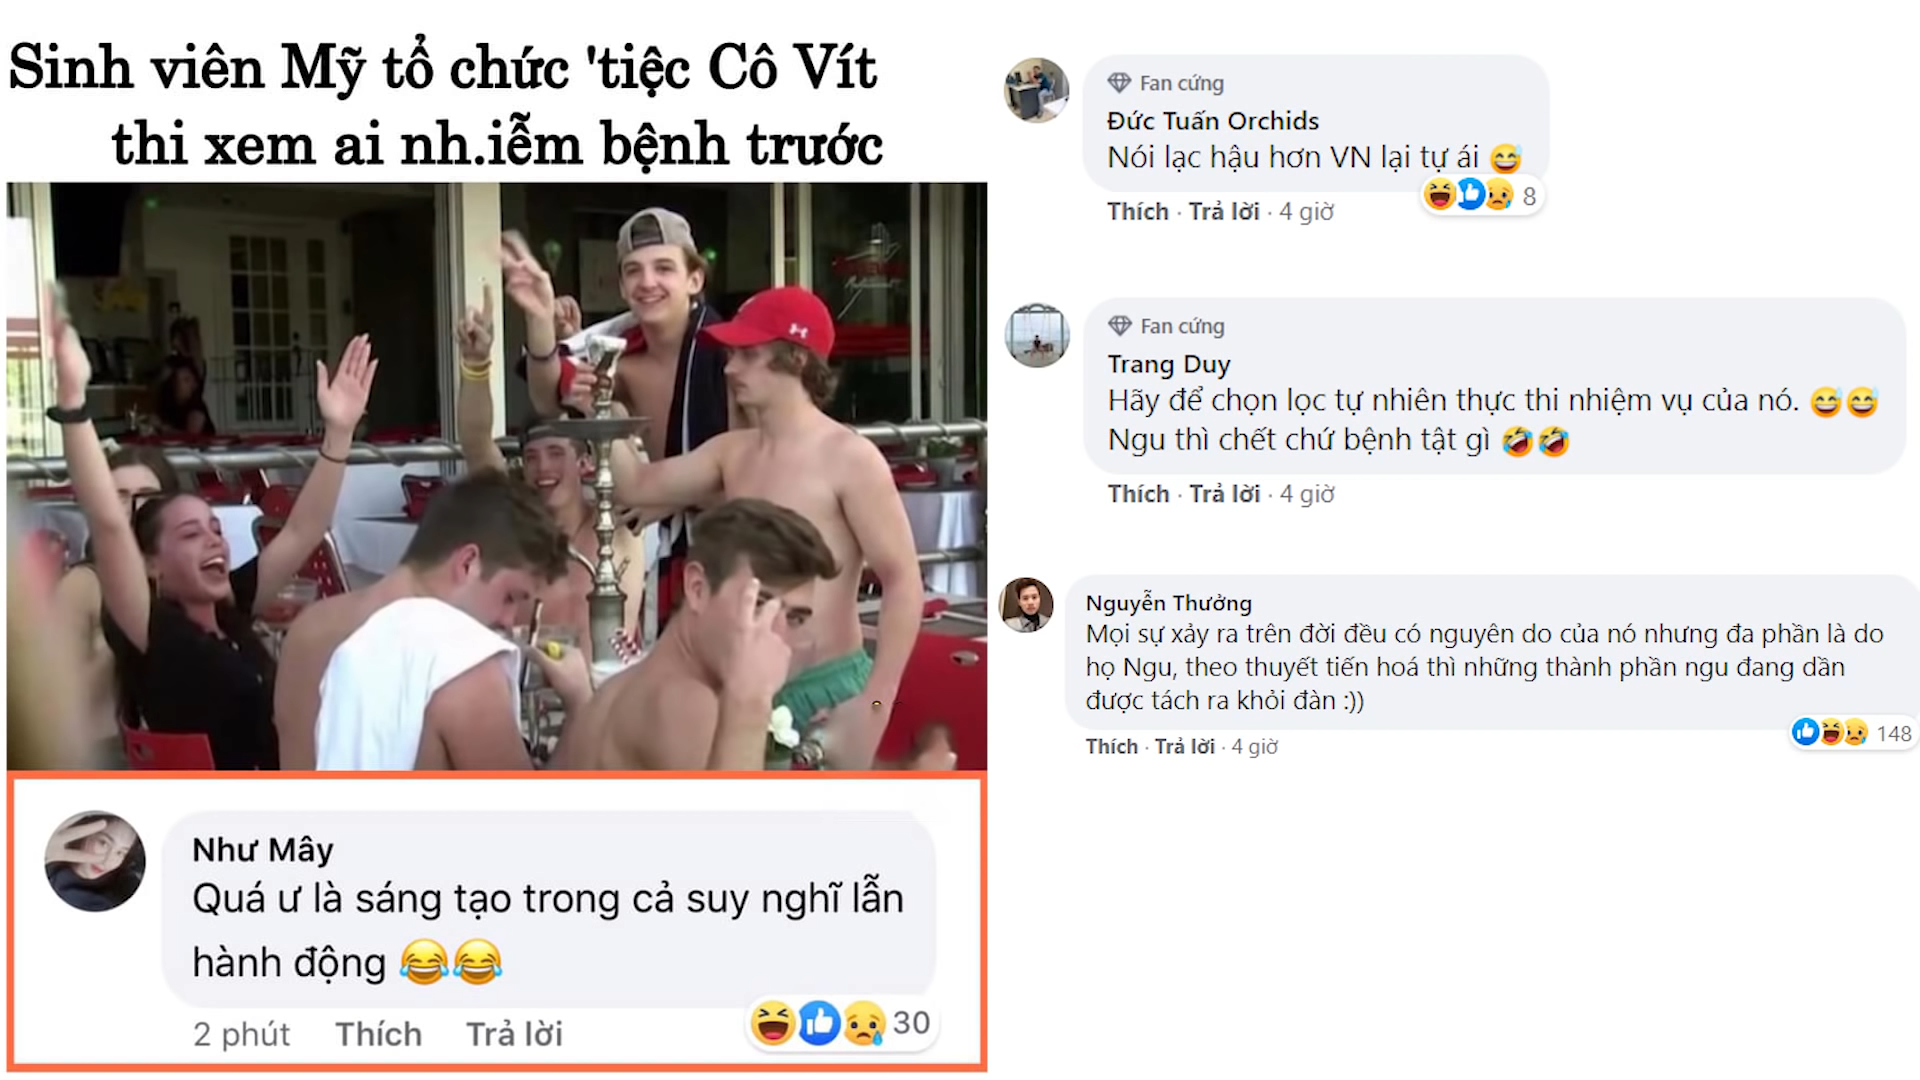 Sinh viên Mỹ tổ chức 'tiệc Cô Vít
thi xem ai nh.iễm bệnh trước
Như Mây
Quá ư là sáng tạo trong cả suy nghĩ lẫn
hành động 😂😂
2 phút Thích Trả lời
30
Fan cứng
Đức Tuấn Orchids
Nói lạc hậu hơn VN lại tự ái 😅
8
Thích · Trả lời · 4 giờ
Fan cứng
Trang Duy
Hãy để chọn lọc tự nhiên thực thi nhiệm vụ của nó. 😅😅
Ngu thì chết chứ bệnh tật gì 🤣🤣
Thích · Trả lời · 4 giờ
Nguyễn Thưởng
Mọi sự xảy ra trên đời đều có nguyên do của nó nhưng đa phần là do
họ Ngu, theo thuyết tiến hoá thì những thành phần ngu đang dần
được tách ra khỏi đàn :))
148
Thích · Trả lời · 4 giờ